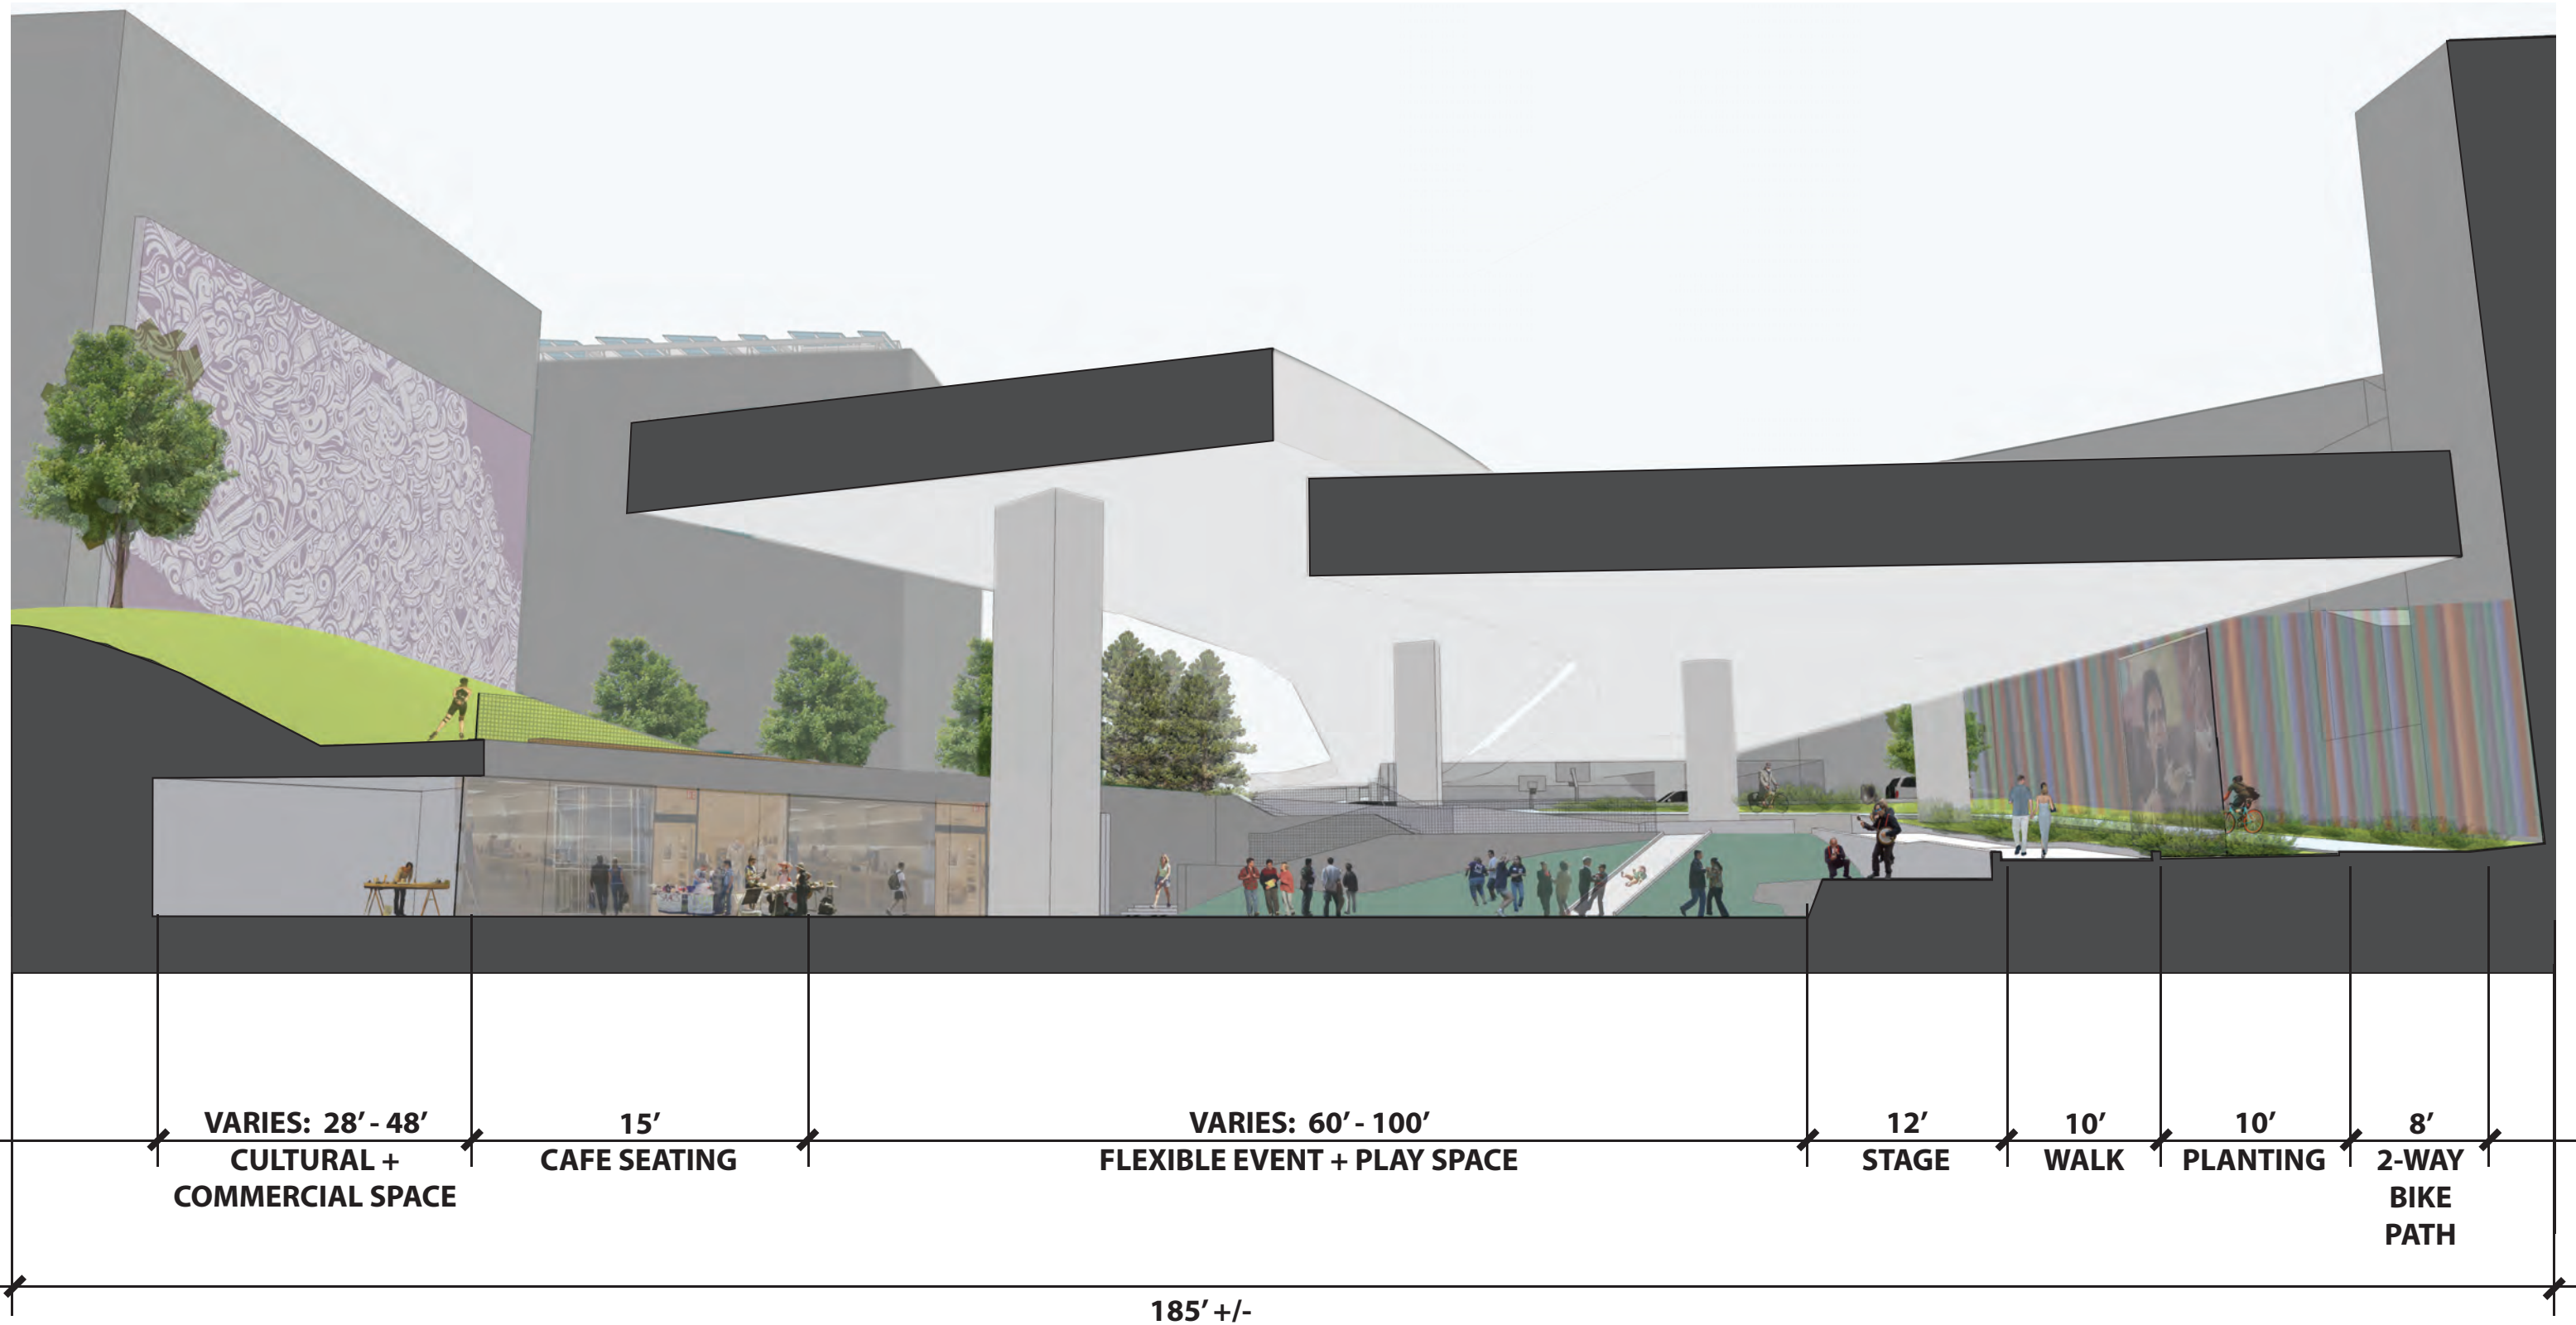 VARIES: 28’ - 48’
CULTURAL +
COMMERCIAL SPACE
15’
CAFE SEATING
VARIES: 60’ - 100’
FLEXIBLE EVENT + PLAY SPACE
12’
STAGE
10’
WALK
10’
PLANTING
8’
2-WAY
BIKE
PATH
185’ +/-